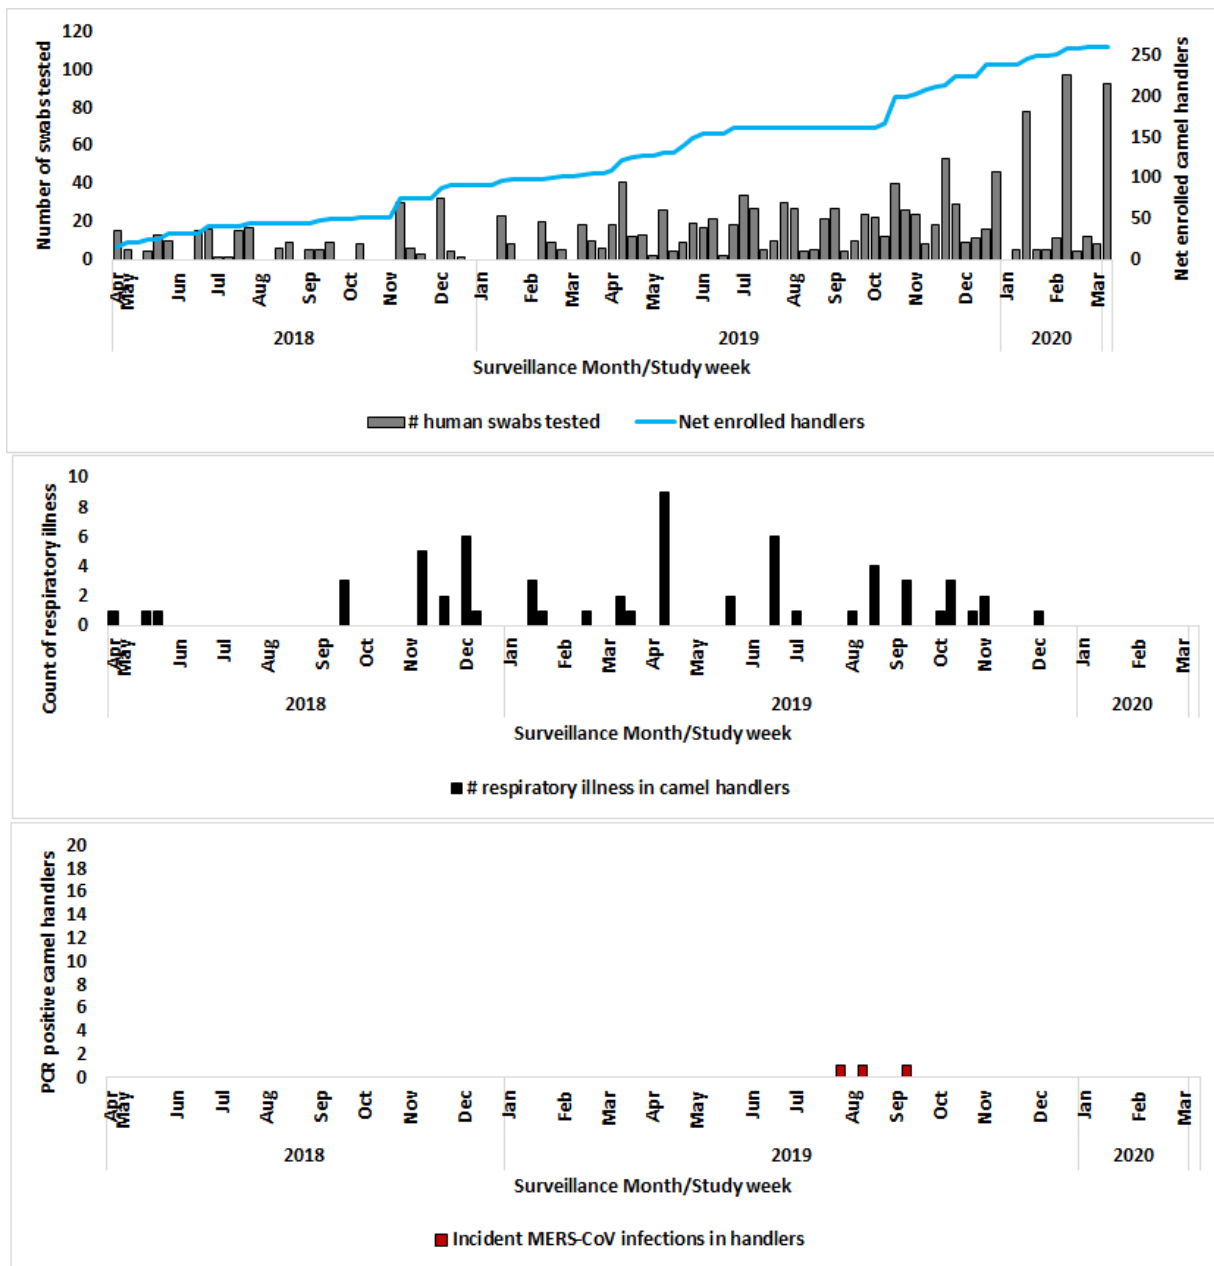 120
100
80
60
40
20
0
Number of swabs tested
250
200
150
100
50
0
Net enrolled camel handlers
Apr May Jun Jul Aug Sep Oct Nov Dec Jan Feb Mar Apr May Jun Jul Aug Sep Oct Nov Dec Jan Feb Mar
2018 2019 2020
Surveillance Month/Study week
# human swabs tested Net enrolled handlers
10
8
6
4
2
0
Count of respiratory illness
Apr May Jun Jul Aug Sep Oct Nov Dec Jan Feb Mar Apr May Jun Jul Aug Sep Oct Nov Dec Jan Feb Mar
2018 2019 2020
Surveillance Month/Study week
# respiratory illness in camel handlers
20
18
16
14
12
10
8
6
4
2
0
PCR positive camel handlers
Apr May Jun Jul Aug Sep Oct Nov Dec Jan Feb Mar Apr May Jun Jul Aug Sep Oct Nov Dec Jan Feb Mar
2018 2019 2020
Surveillance Month/Study week
Incident MERS-CoV infections in handlers